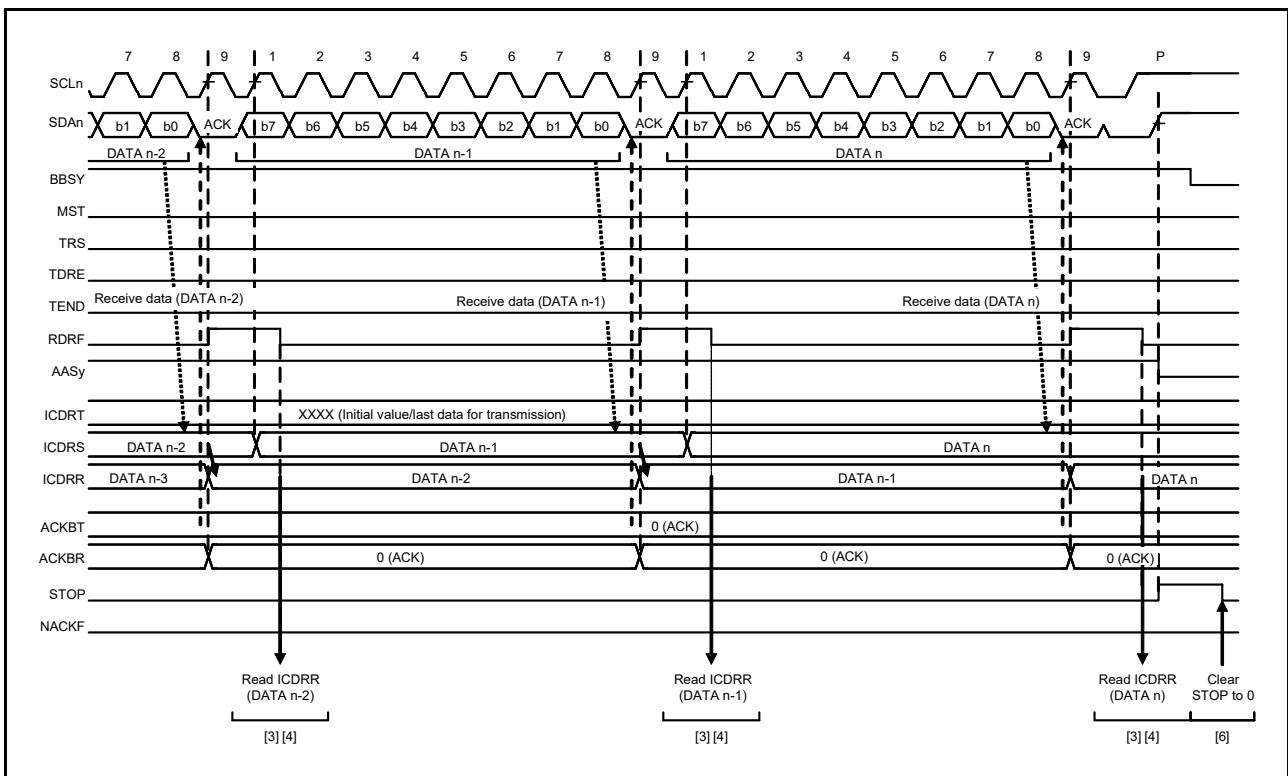 7 8 9 1 2 3 4 5 6 7 8 9 1 2 3 4 5 6 7 8 9 P
SCLn
SDAn b1 b0 ACK b7 b6 b5 b4 b3 b2 b1 b0 ACK b7 b6 b5 b4 b3 b2 b1 b0 ACK
DATA n-2 DATA n-1 DATA n
BBSY
MST
TRS
TDRE
Receive data (DATA n-2) Receive data (DATA n-1) Receive data (DATA n)
TEND
RDRF
AASy
ICDRT XXXX (Initial value/last data for transmission)
ICDRS DATA n-2 DATA n-1 DATA n
ICDRR DATA n-3 DATA n-2 DATA n-1 DATA n
ACKBT 0 (ACK)
ACKBR 0 (ACK) 0 (ACK) 0 (ACK)
STOP
NACKF
Read ICDRR Read ICDRR Read ICDRR Clear
(DATA n-2) (DATA n-1) (DATA n) STOP to 0
[3] [4] [3] [4] [3] [4] [6]